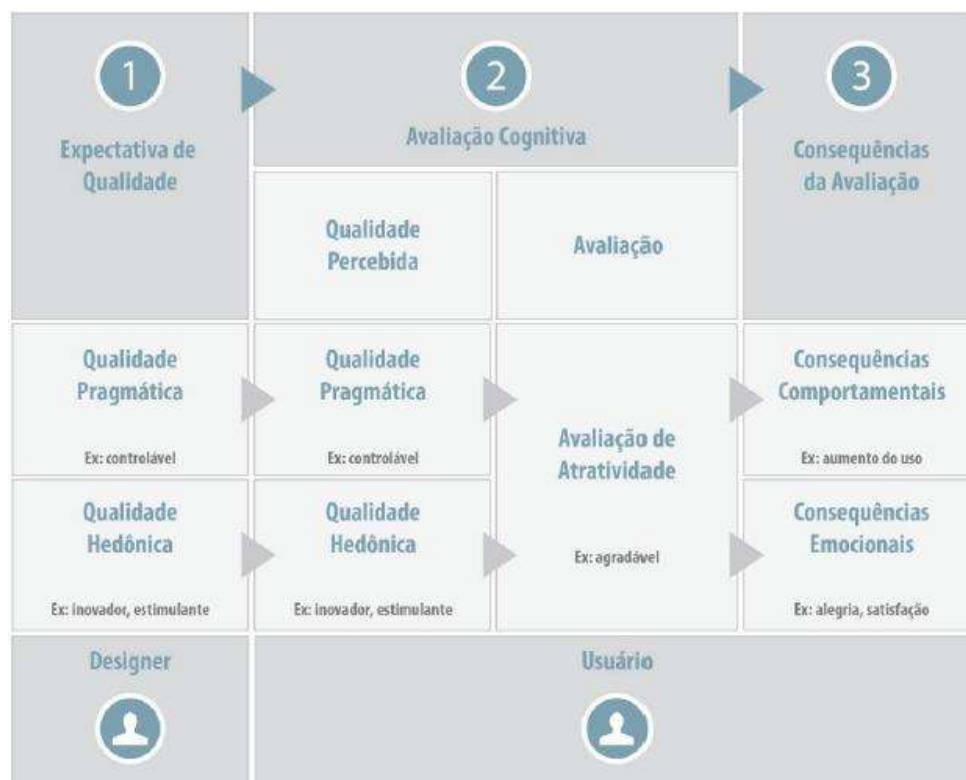 1
Expectativa de
Qualidade
2
Avaliação Cognitiva
3
Consequências
da Avaliação
Qualidade
Percebida
Avaliação
Qualidade
Pragmática
Ex: controlável
Qualidade
Pragmática
Ex: controlável
Avaliação de
Atratividade
Ex: agradável
Consequências
Comportamentais
Ex: aumento do uso
Qualidade
Hedônica
Ex: inovador, estimulante
Qualidade
Hedônica
Ex: inovador, estimulante
Consequências
Emocionais
Ex: alegria, satisfação
Designer
Usuário